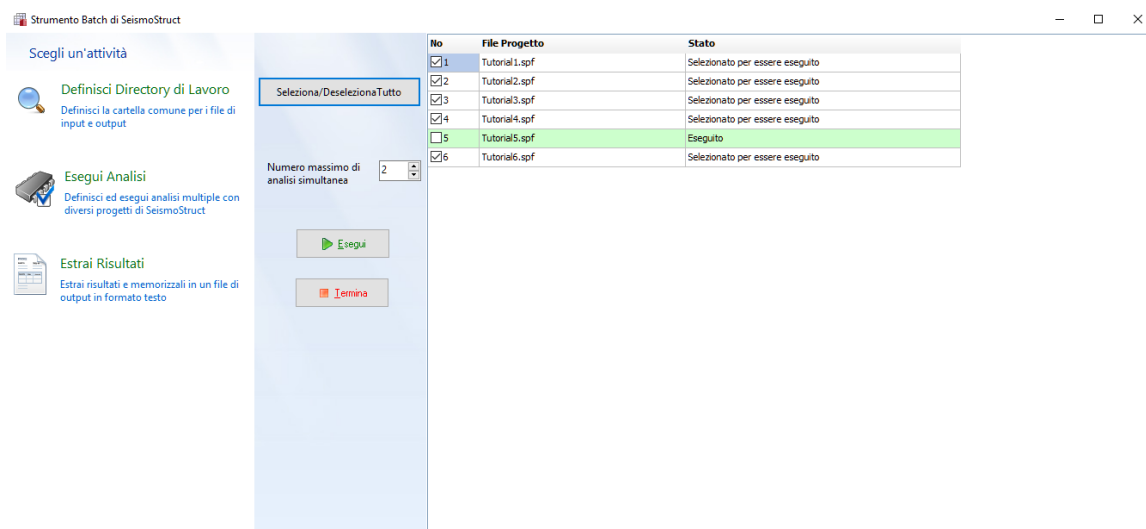 Strumento Batch di SeismoStruct
Scegli un'attività
Definisci Directory di Lavoro
Definisci la cartella comune per i file di
input e output
Esegui Analisi
Definisci ed esegui analisi multiple con
diversi progetti di SeismoStruct
Estrai Risultati
Estrai risultati e memorizzali in un file di
output in formato testo
Seleziona/DeselezionaTutto
Numero massimo di
analisi simultanea
2
Esegui
Termina
No File Progetto Stato
1 Tutorial1.spf Selezionato per essere eseguito
2 Tutorial2.spf Selezionato per essere eseguito
3 Tutorial3.spf Selezionato per essere eseguito
4 Tutorial4.spf Selezionato per essere eseguito
5 Tutorial5.spf Eseguito
6 Tutorial6.spf Selezionato per essere eseguito